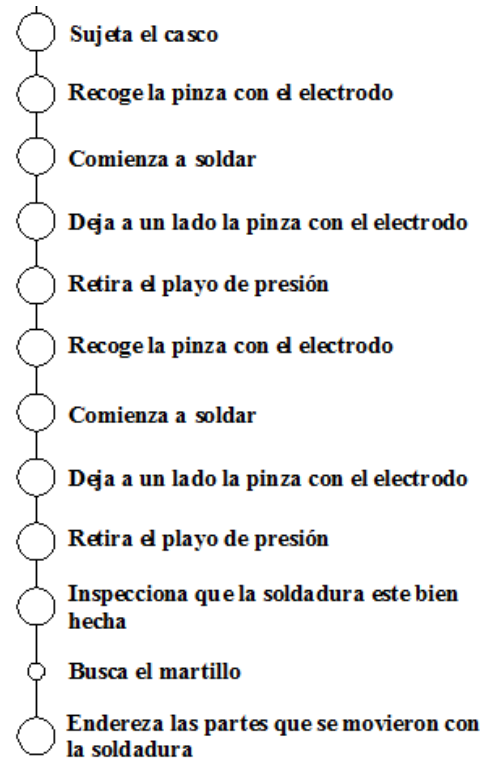 Sujeta el casco
Recoge la pinza con el electrodo
Comienza a soldar
Deja a un lado la pinza con el electrodo
Retira el playo de presión
Recoge la pinza con el electrodo
Comienza a soldar
Deja a un lado la pinza con el electrodo
Retira el playo de presión
Inspecciona que la soldadura este bien
hecha
Busca el martillo
Endereza las partes que se movieron con
la soldadura